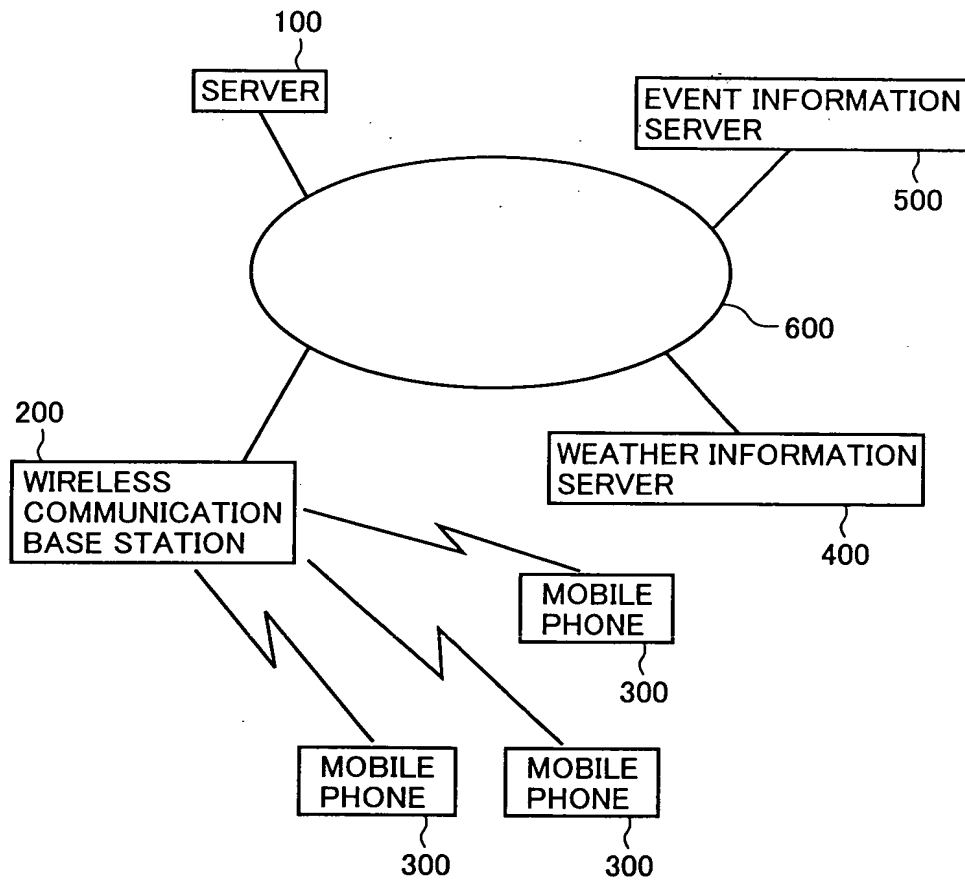 100
SERVER
EVENT INFORMATION
SERVER
500
600
200
WIRELESS
COMMUNICATION
BASE STATION
WEATHER INFORMATION
SERVER
400
MOBILE
PHONE
300
MOBILE
PHONE
300
MOBILE
PHONE
300